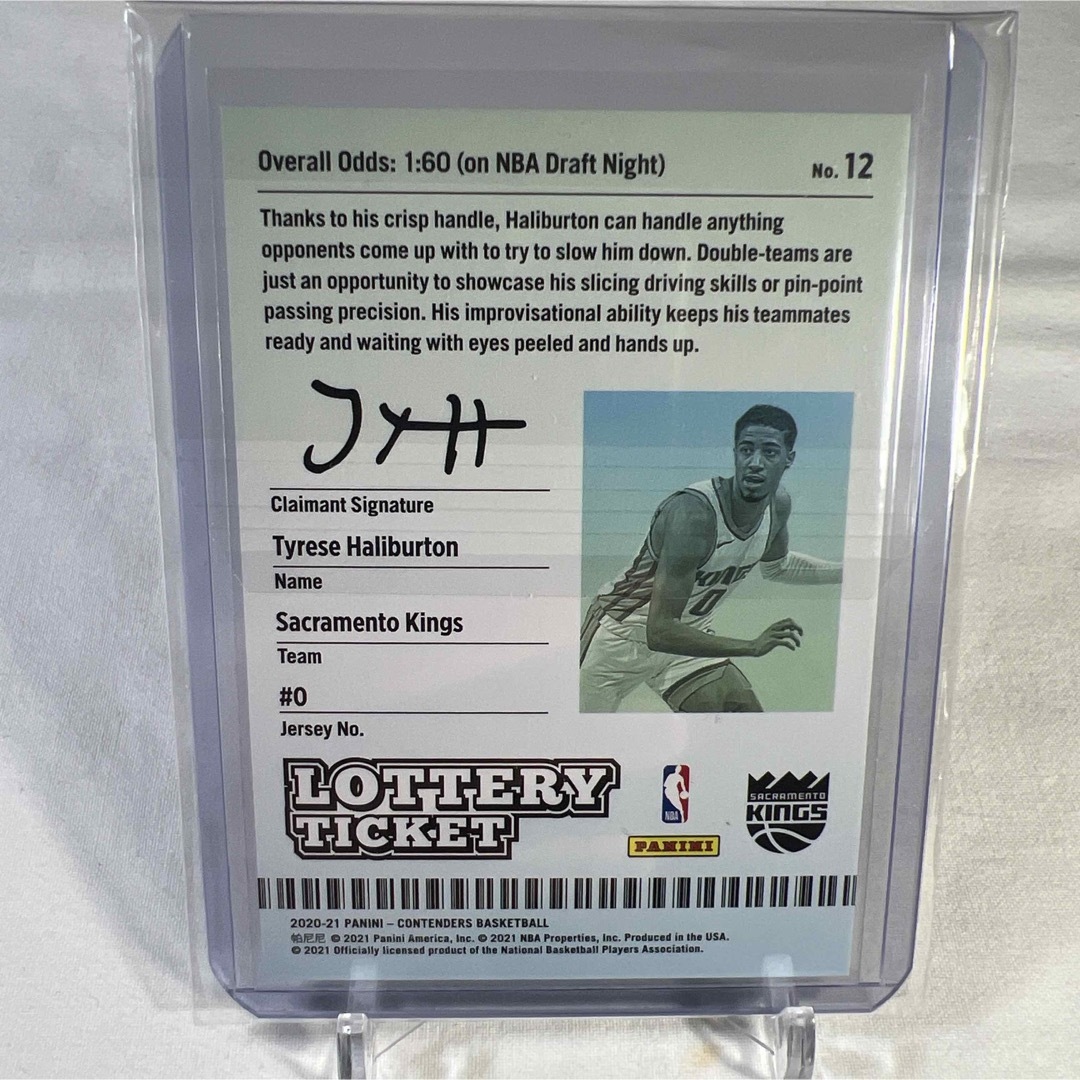 Overall Odds: 1:60 (on NBA Draft Night)
No. 12
Thanks to his crisp handle, Haliburton can handle anything
opponents come up with to try to slow him down. Double-teams are
just an opportunity to showcase his slicing driving skills or pin-point
passing precision. His improvisational ability keeps his teammates
ready and waiting with eyes peeled and hands up.
Claimant Signature
Tyrese Haliburton
Name
Sacramento Kings
Team
#0
Jersey No.
KINGS
0
LOTTERY
TICKET
NBA
PANINI
SACRAMENTO
KINGS
2020-21 PANINI – CONTENDERS BASKETBALL
帕尼尼 © 2021 Panini America, Inc. © 2021 NBA Properties, Inc. Produced in the USA.
© 2021 Officially licensed product of the National Basketball Players Association.